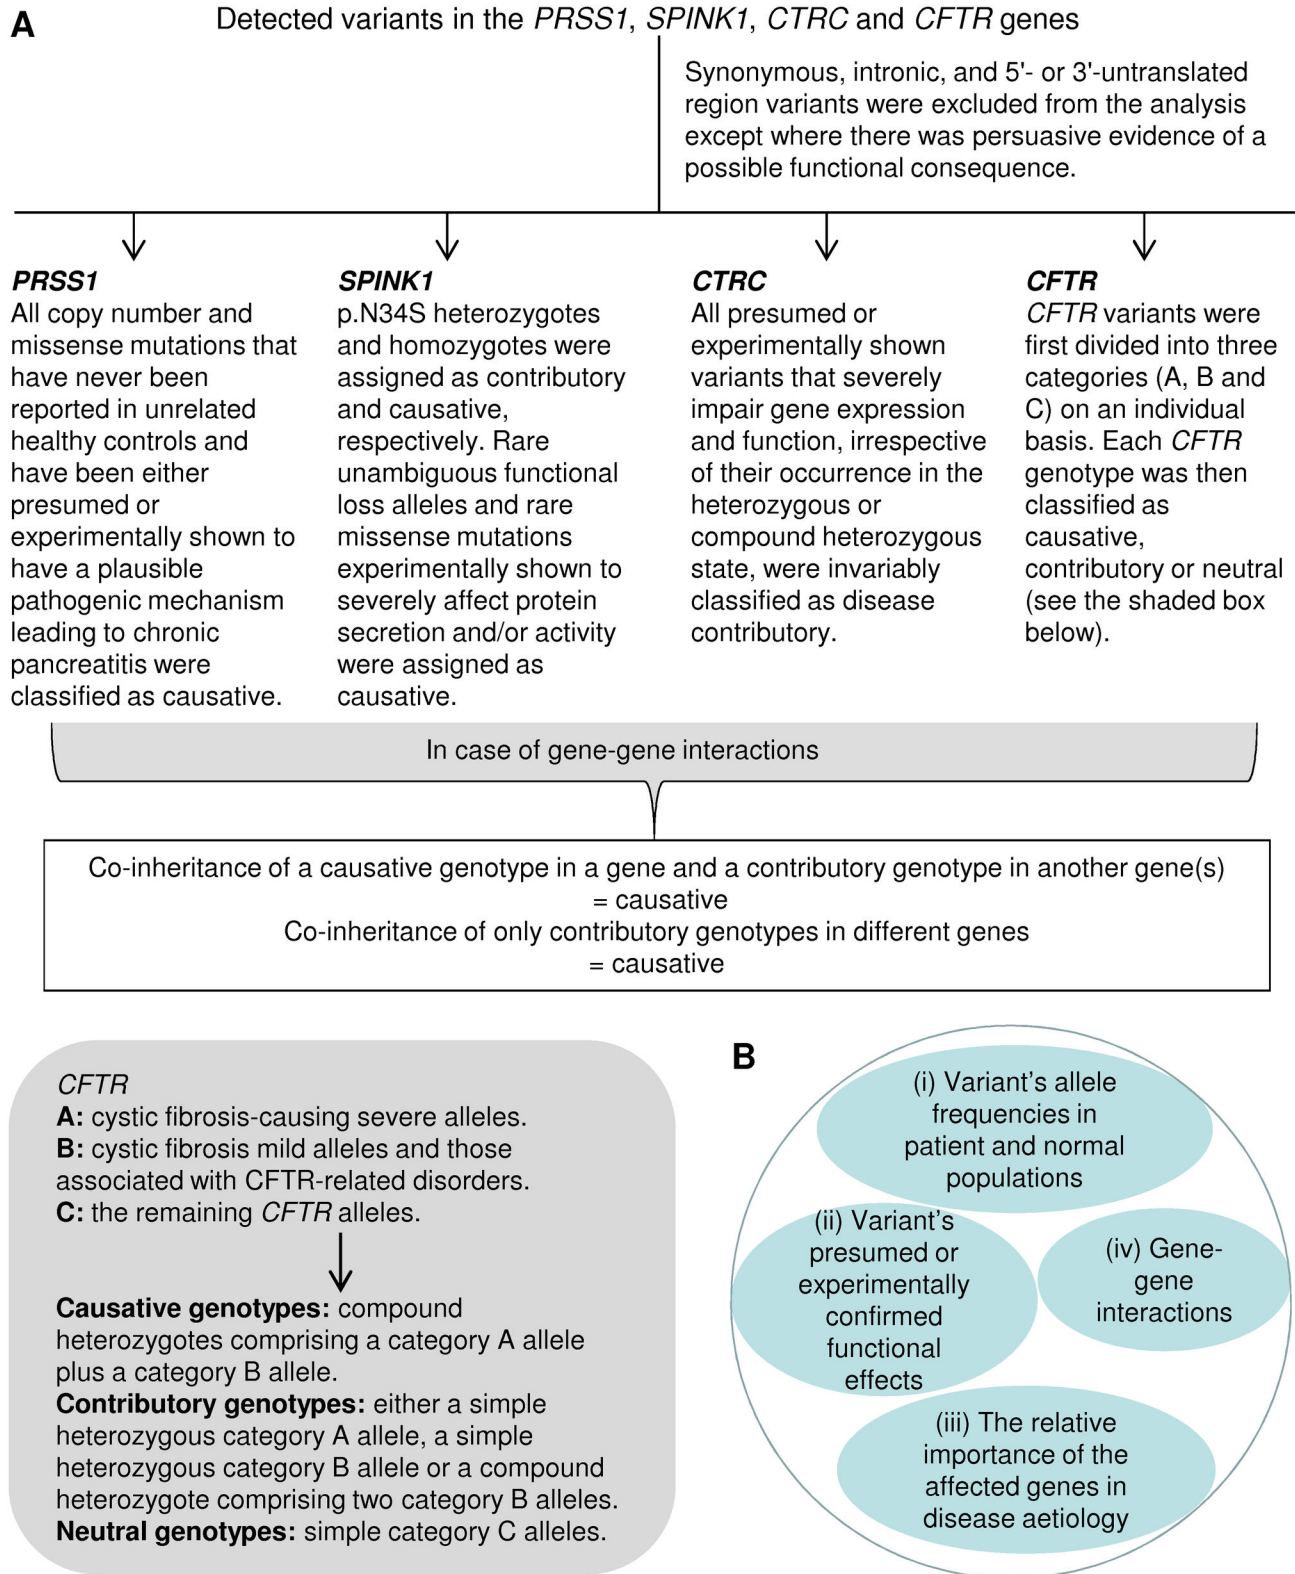 A
Detected variants in the PRSS1, SPINK1, CTRC and CFTR genes
Synonymous, intronic, and 5'- or 3'-untranslated
region variants were excluded from the analysis
except where there was persuasive evidence of a
possible functional consequence.
PRSS1
All copy number and
missense mutations that
have never been
reported in unrelated
healthy controls and
have been either
presumed or
experimentally shown to
have a plausible
pathogenic mechanism
leading to chronic
pancreatitis were
classified as causative.
SPINK1
p.N34S heterozygotes
and homozygotes were
assigned as contributory
and causative,
respectively. Rare
unambiguous functional
loss alleles and rare
missense mutations
experimentally shown to
severely affect protein
secretion and/or activity
were assigned as
causative.
CTRC
All presumed or
experimentally shown
variants that severely
impair gene expression
and function, irrespective
of their occurrence in the
heterozygous or
compound heterozygous
state, were invariably
classified as disease
contributory.
CFTR
CFTR variants were
first divided into three
categories (A, B and
C) on an individual
basis. Each CFTR
genotype was then
classified as
causative,
contributory or neutral
(see the shaded box
below).
In case of gene-gene interactions
Co-inheritance of a causative genotype in a gene and a contributory genotype in another gene(s)
= causative
Co-inheritance of only contributory genotypes in different genes
= causative
CFTR
A: cystic fibrosis-causing severe alleles.
B: cystic fibrosis mild alleles and those
associated with CFTR-related disorders.
C: the remaining CFTR alleles.
Causative genotypes: compound
heterozygotes comprising a category A allele
plus a category B allele.
Contributory genotypes: either a simple
heterozygous category A allele, a simple
heterozygous category B allele or a compound
heterozygote comprising two category B alleles.
Neutral genotypes: simple category C alleles.
B
(i) Variant's allele
frequencies in
patient and normal
populations
(ii) Variant's
presumed or
experimentally
confirmed
functional
effects
(iv) Gene-
gene
interactions
(iii) The relative
importance of the
affected genes in
disease aetiology